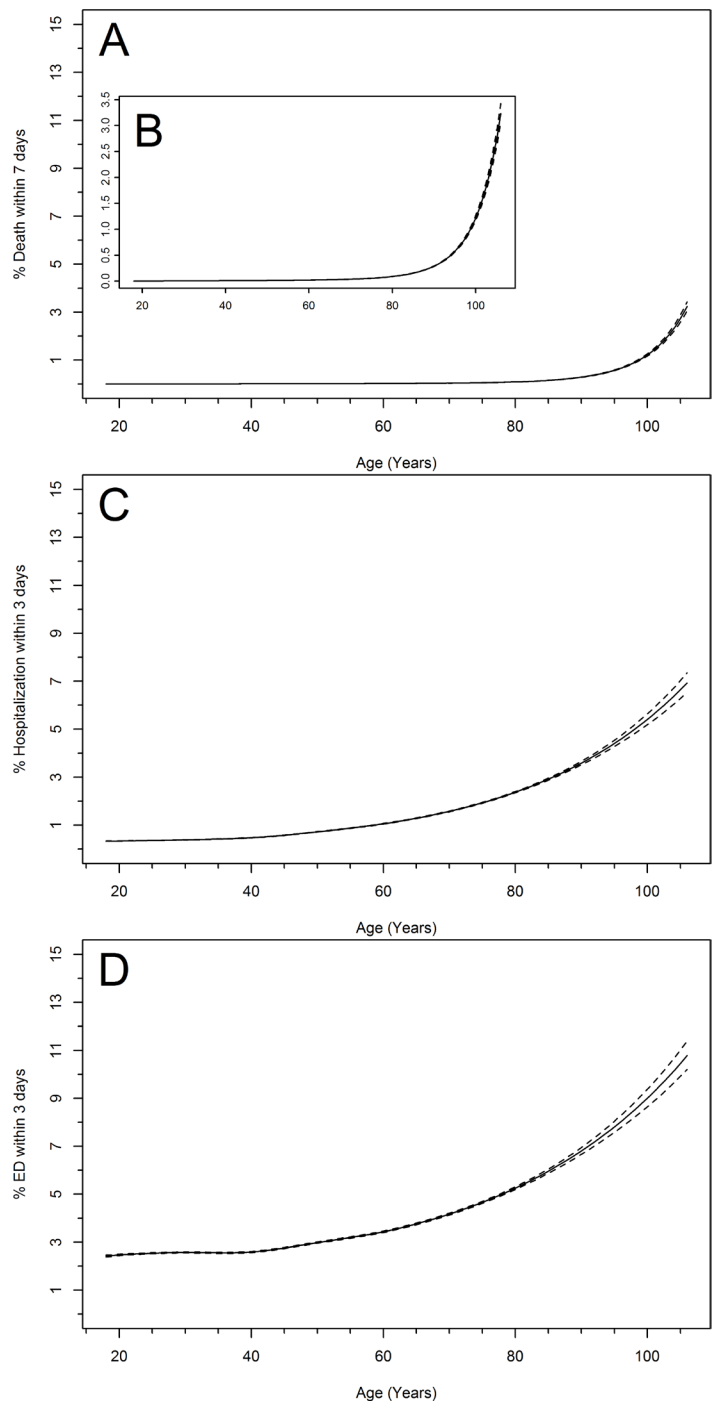 A
% Death within 7 days
15
13
11
9
7
5
3
1
B
3.5
3.0
2.5
2.0
1.5
1.0
0.5
0.0
20 40 60 80 100
20 40 60 80 100
Age (Years)
C
% Hospitalization within 3 days
15
13
11
9
7
5
3
1
20 40 60 80 100
Age (Years)
D
% ED within 3 days
15
13
11
9
7
5
3
1
20 40 60 80 100
Age (Years)